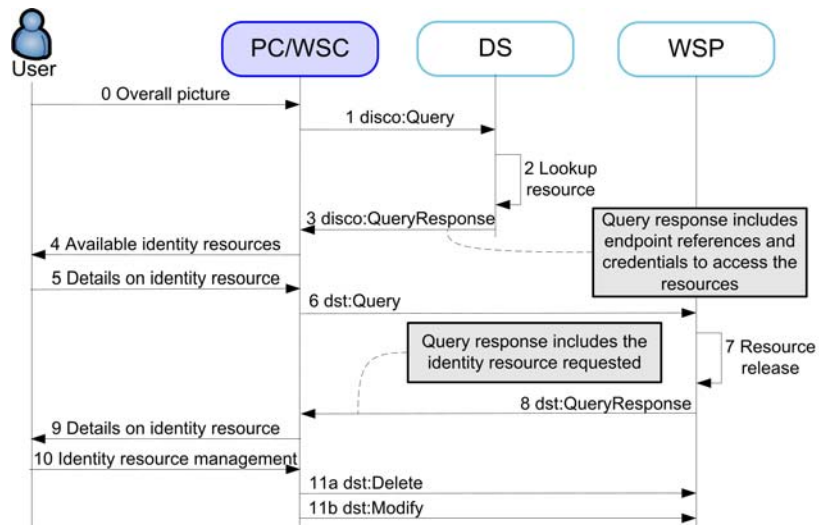 User
PC/WSC
DS
WSP
0 Overall picture
1 disco:Query
2 Lookup
resource
3 disco:QueryResponse
Query response includes
endpoint references and
credentials to access the
resources
4 Available identity resources
5 Details on identity resource
6 dst:Query
Query response includes the
identity resource requested
7 Resource
release
8 dst:QueryResponse
9 Details on identity resource
10 Identity resource management
11a dst:Delete
11b dst:Modify